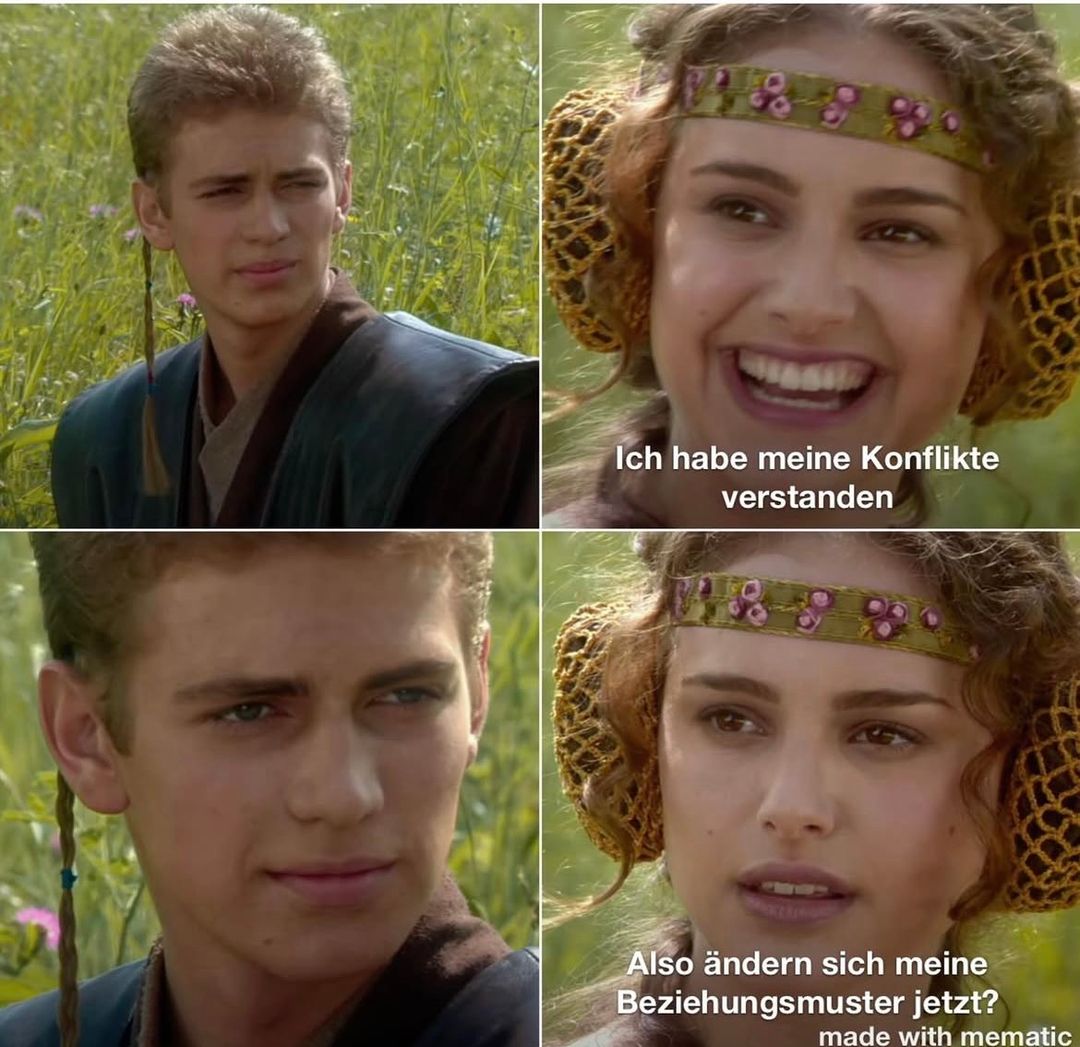 Ich habe meine Konflikte
verstanden
Also ändern sich meine
Beziehungsmuster jetzt?
made with mematic